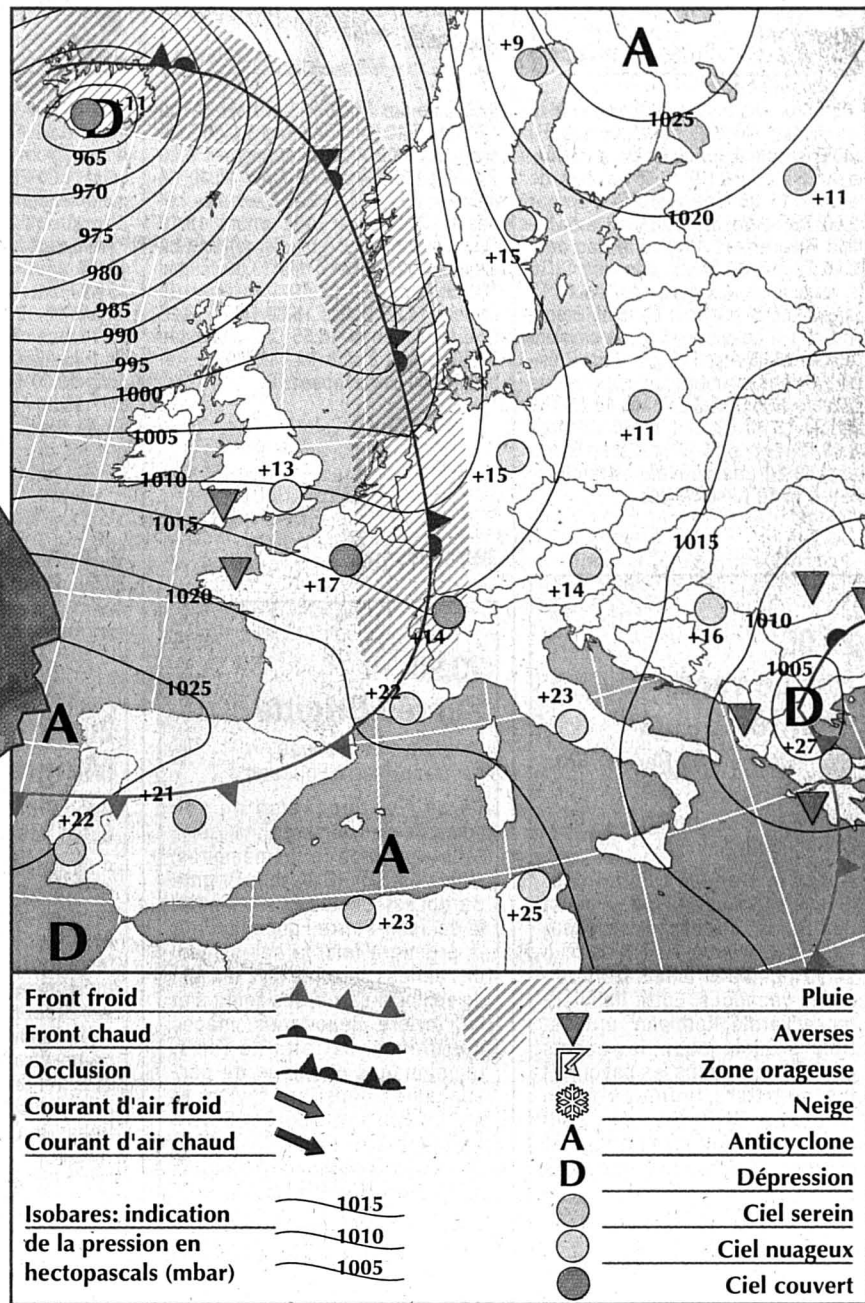 +9
A
+11
D
1025
965
970
+11
1020
975
+15
980
985
990
995
1000
+11
1005
+13
+15
1010
1015
1015
+17
+14
1020
1010
+14
+16
1005
1025
+22
+23
D
A
+27
+21
+22
A
+23
+25
D
Front froid
Front chaud
Occlusion
Courant d'air froid
Courant d'air chaud
Isobares: indication
de la pression en
hectopascals (mbar)
1015
1010
1005
Pluie
Averses
Zone orageuse
Neige
A Anticyclone
D Dépression
Ciel serein
Ciel nuageux
Ciel couvert